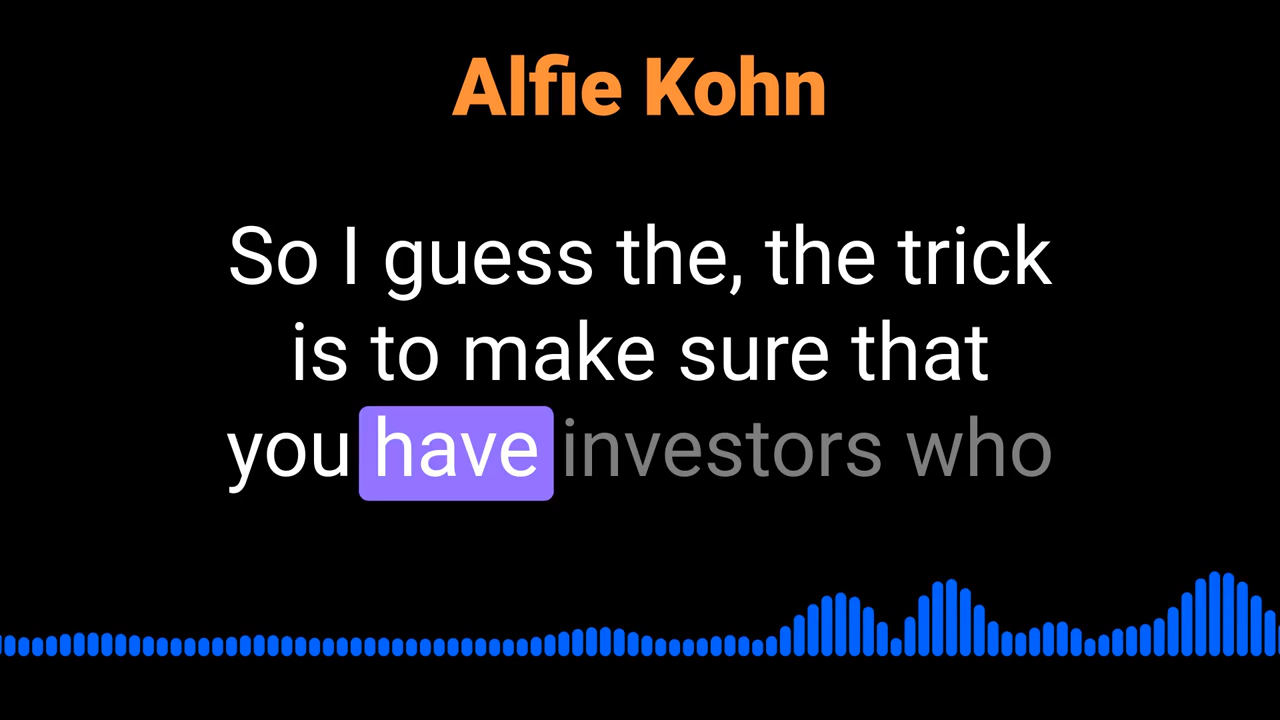 Alfie Kohn
So I guess the, the trick
is to make sure that
you have investors who